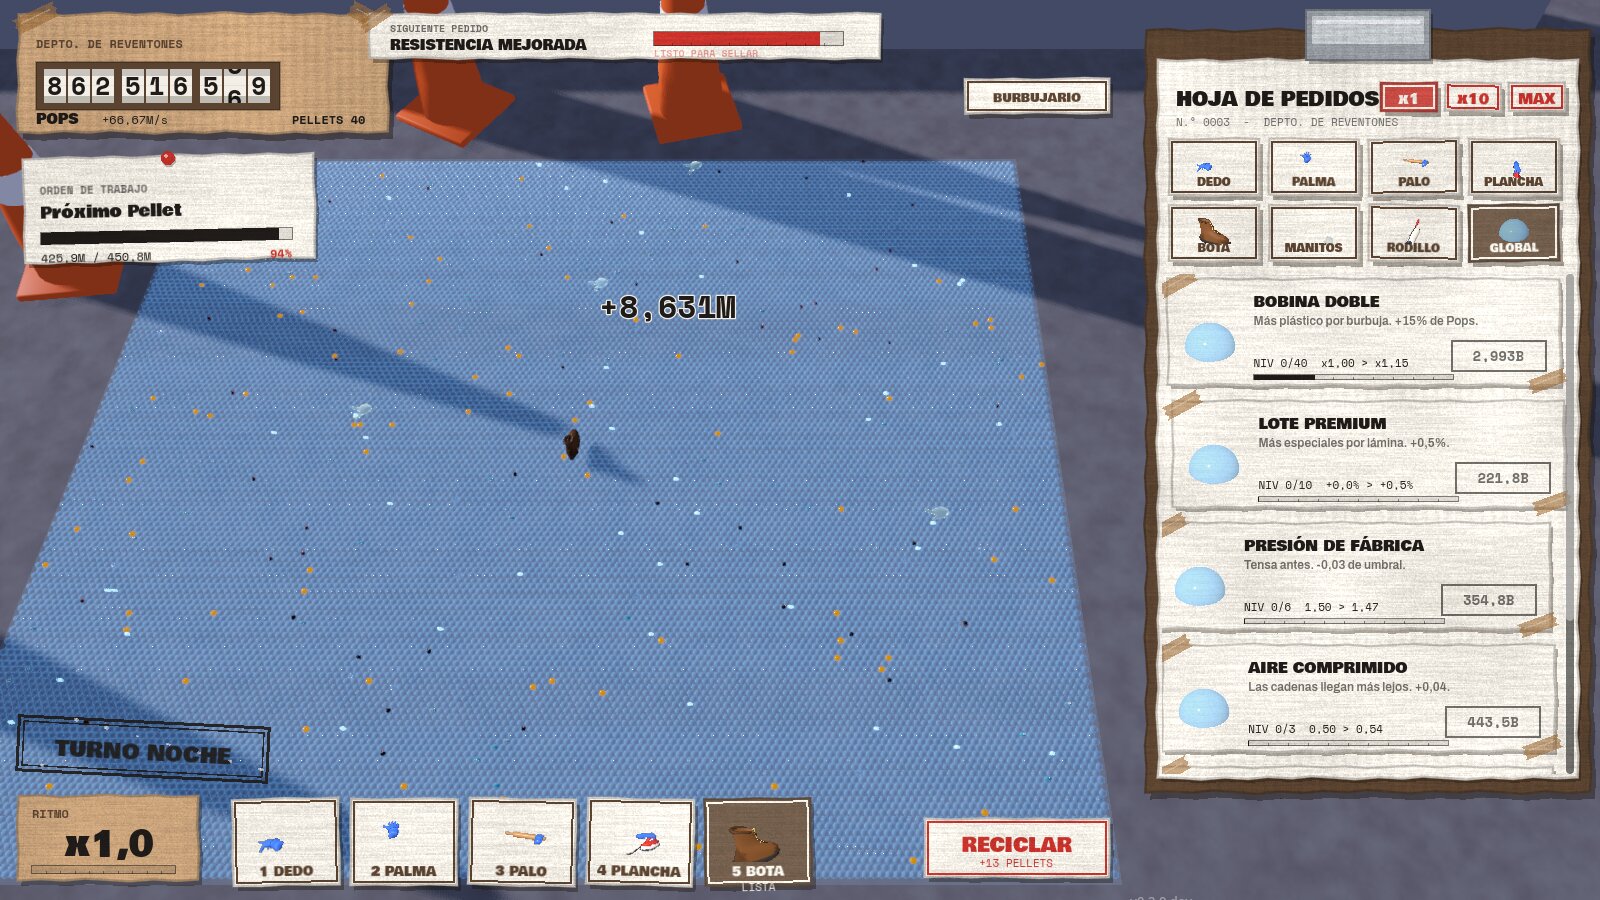 DEPTO. DE REVENTONES
862 516 569
POPS +66,67M/s PELLETS 40
SIGUIENTE PEDIDO
RESISTENCIA MEJORADA
LISTO PARA SELLAR
BURBUJARIO
ORDEN DE TRABAJO
Próximo Pellet
425,9M / 450,8M 94%
+8,631M
TURNO NOCHE
RITMO
x1,0
1 DEDO
2 PALMA
3 PALO
4 PLANCHA
5 BOTA
LISTA
RECICLAR
+13 PELLETS
HOJA DE PEDIDOS x1 x10 MAX
N.° 0003 - DEPTO. DE REVENTONES
DEDO PALMA PALO PLANCHA
BOTA MANITOS RODILLO GLOBAL
BOBINA DOBLE
Más plástico por burbuja. +15% de Pops.
NIV 0/40 x1,00 > x1,15
2,993B
LOTE PREMIUM
Más especiales por lámina. +0,5%.
NIV 0/10 +0,0% > +0,5%
221,8B
PRESIÓN DE FÁBRICA
Tensa antes. -0,03 de umbral.
NIV 0/6 1,50 > 1,47
354,8B
AIRE COMPRIMIDO
Las cadenas llegan más lejos. +0,04.
NIV 0/3 0,50 > 0,54
443,5B